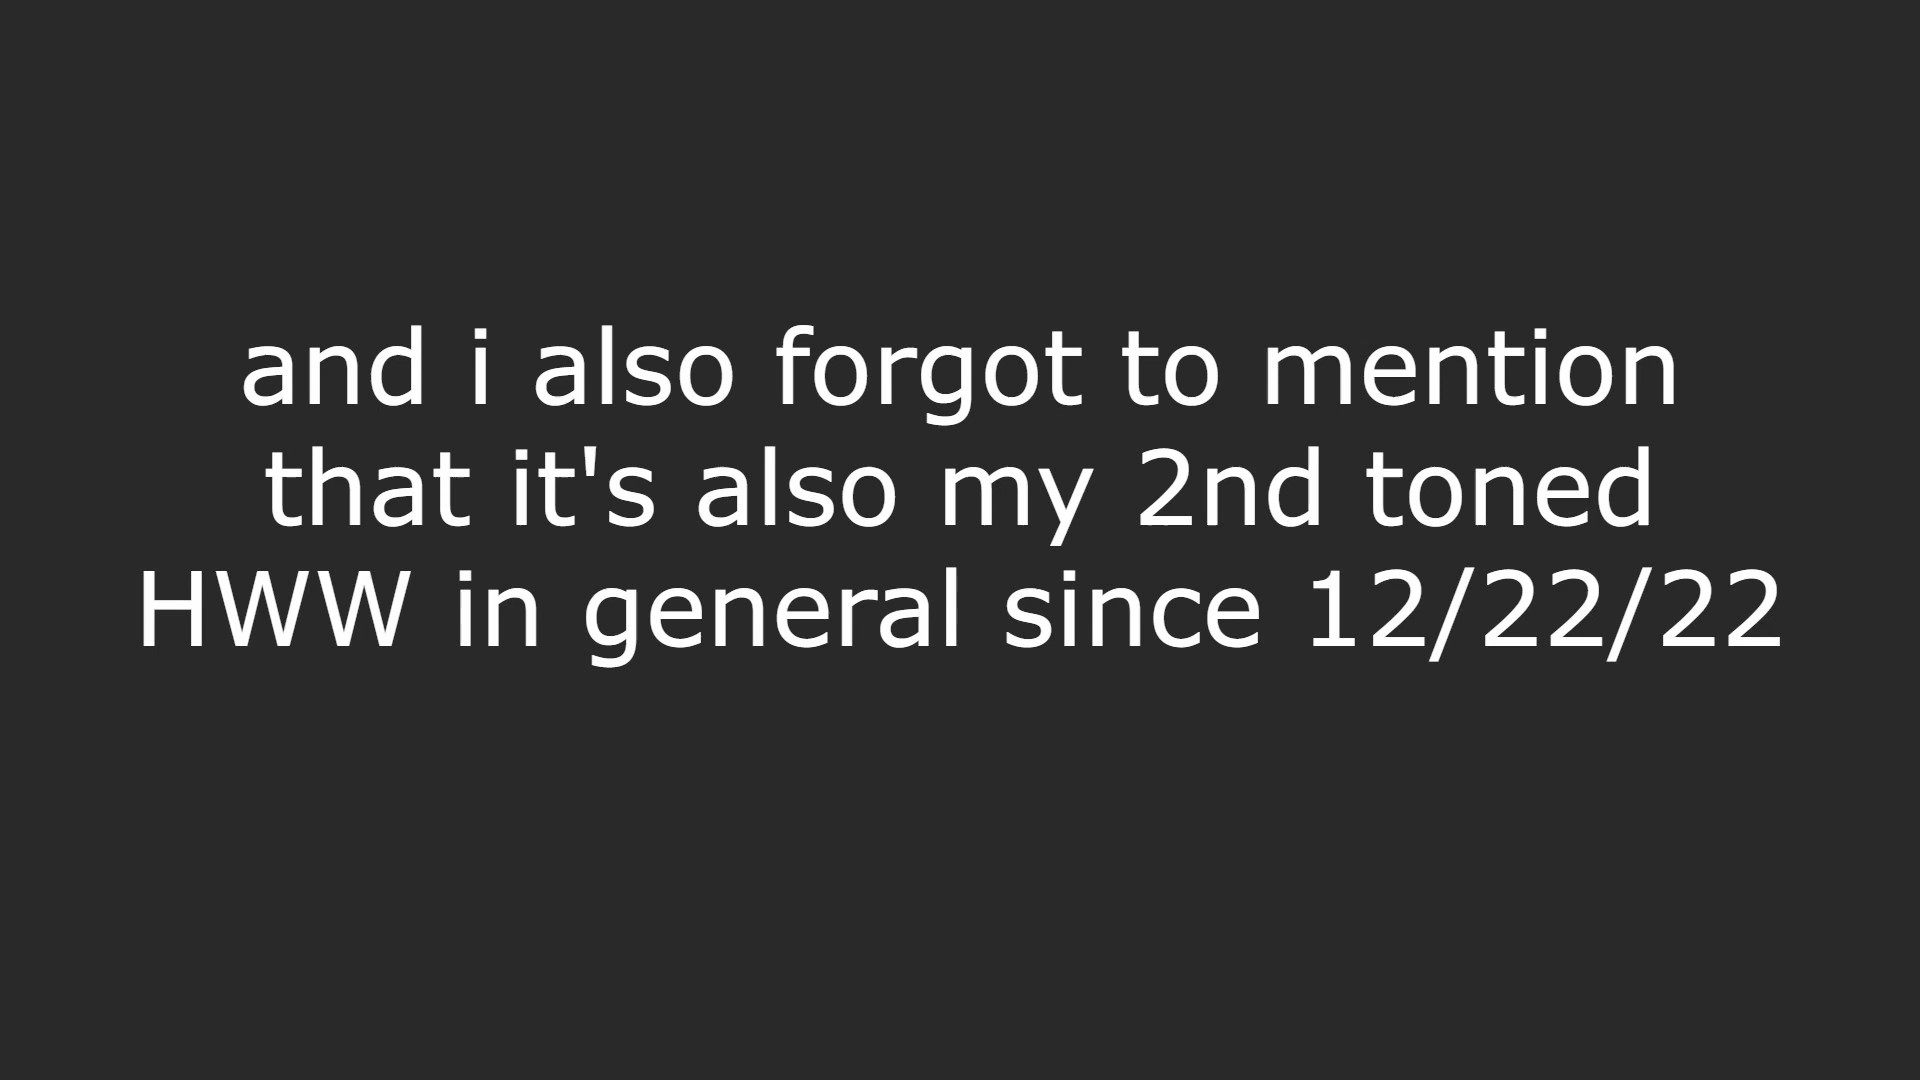 and i also forgot to mention
that it's also my 2nd toned
HWW in general since 12/22/22